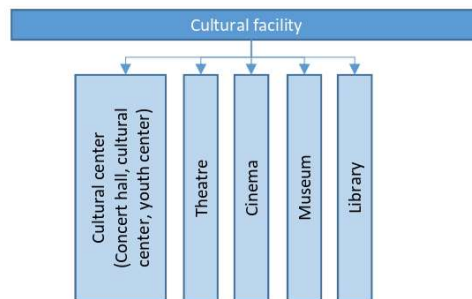 Cultural facility
Cultural center
(Concert hall, cultural
center, youth center)
Theatre
Cinema
Museum
Library